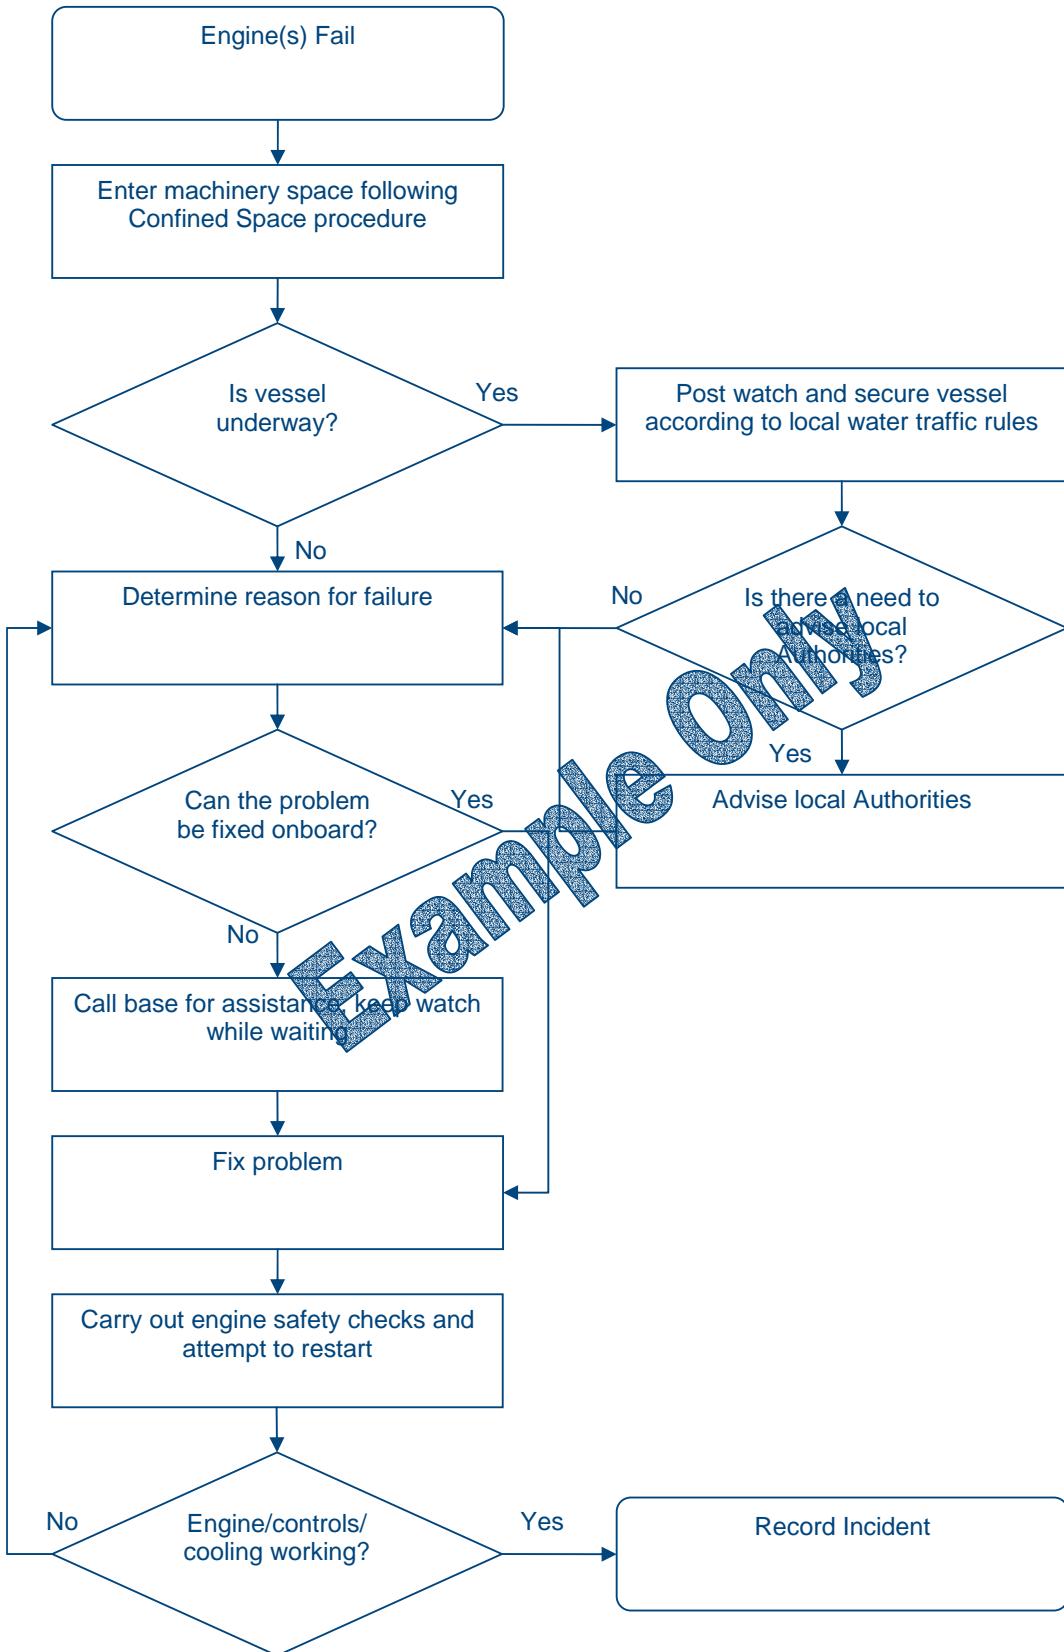 Engine(s) Fail
Enter machinery space following
Confined Space procedure
Is vessel
underway?
Yes
Post watch and secure vessel
according to local water traffic rules
No
Determine reason for failure
No
Is there a need to
advise local
Authorities?
Yes
Can the problem
be fixed onboard?
Yes
Advise local Authorities
No
Call base for assistance, keep watch
while waiting
Fix problem
Carry out engine safety checks and
attempt to restart
No
Engine/controls/
cooling working?
Yes
Record Incident
Example Only